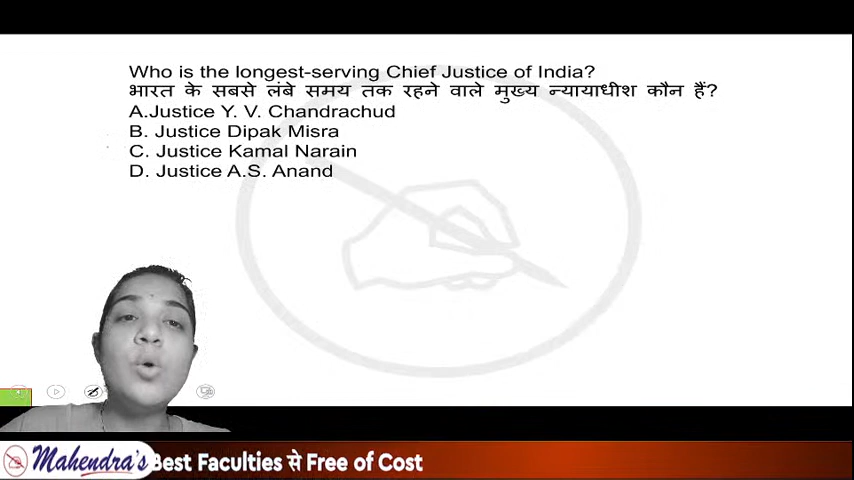 Who is the longest-serving Chief Justice of India?
भारत के सबसे लंबे समय तक रहने वाले मुख्य न्यायाधीश कौन हैं?
A.Justice Y. V. Chandrachud
B. Justice Dipak Misra
C. Justice Kamal Narain
D. Justice A.S. Anand
Mahendra's Best Faculties से Free of Cost